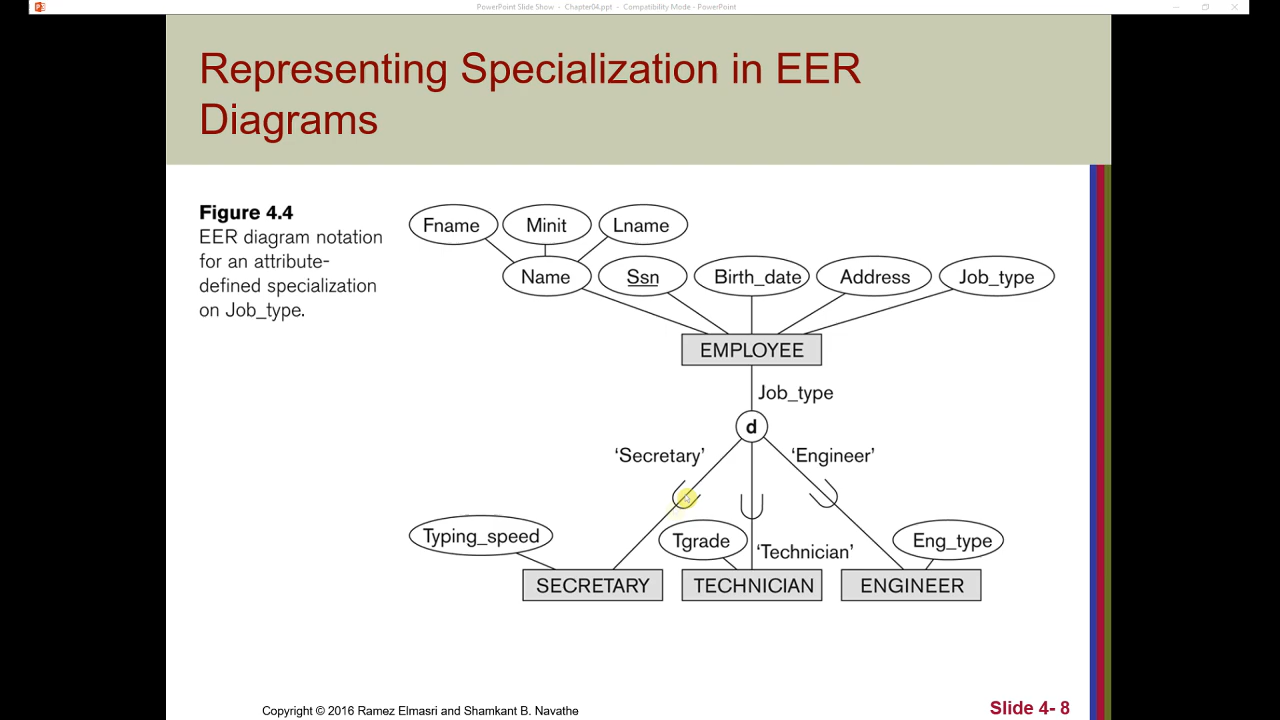 PowerPoint Slide Show - Chapter04.ppt - Compatibility Mode - PowerPoint
Representing Specialization in EER
Diagrams
Figure 4.4
EER diagram notation
for an attribute-
defined specialization
on Job_type.
Fname Minit Lname
Name Ssn Birth_date Address Job_type
EMPLOYEE
Job_type
d
‘Secretary’ ‘Engineer’
Typing_speed Tgrade ‘Technician’ Eng_type
SECRETARY TECHNICIAN ENGINEER
Copyright © 2016 Ramez Elmasri and Shamkant B. Navathe
Slide 4- 8